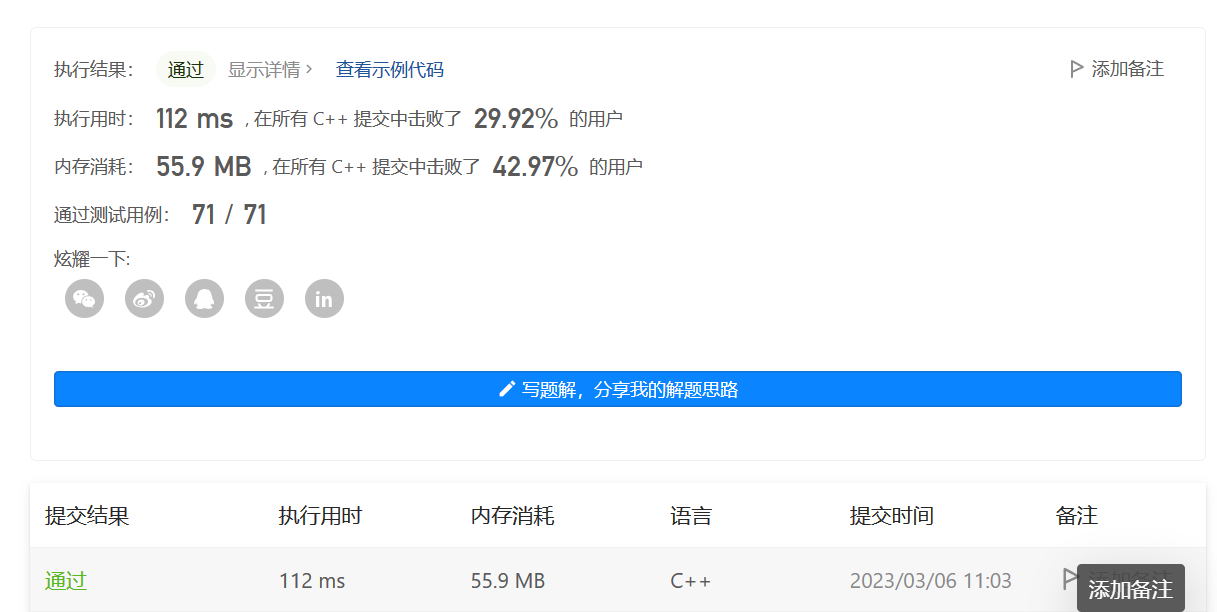 执行结果： 通过 显示详情 › 查看示例代码 添加备注
执行用时： 112 ms , 在所有 C++ 提交中击败了 29.92% 的用户
内存消耗： 55.9 MB , 在所有 C++ 提交中击败了 42.97% 的用户
通过测试用例： 71 / 71
炫耀一下:
豆 in
写题解，分享我的解题思路
提交结果 执行用时 内存消耗 语言 提交时间 备注
通过 112 ms 55.9 MB C++ 2023/03/06 11:03 添加备注
添加备注